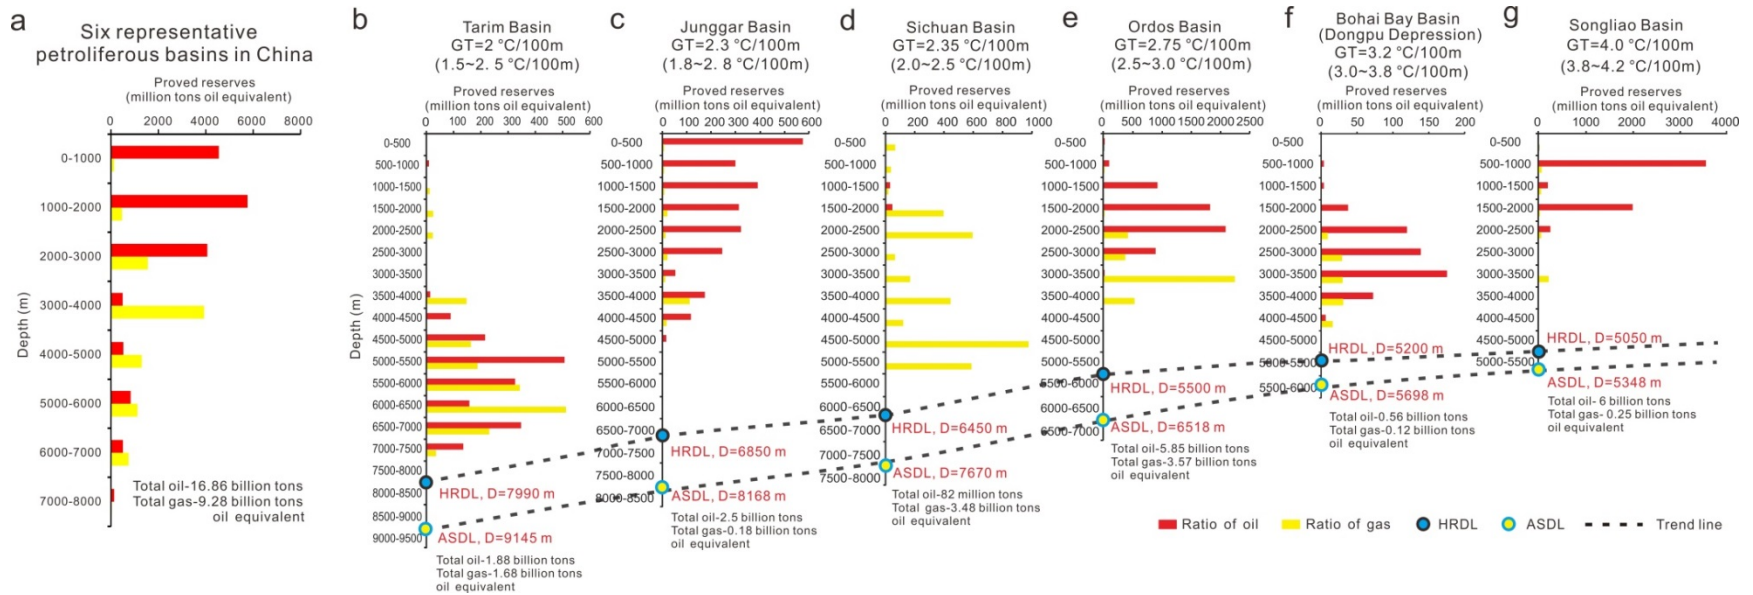 a
Six representative
petroliferous basins in China
Proved reserves
(million tons oil equivalent)
0 2000 4000 6000 8000
Depth (m)
0-1000
1000-2000
2000-3000
3000-4000
4000-5000
5000-6000
6000-7000
7000-8000
Total oil-16.86 billion tons
Total gas-9.28 billion tons
oil equivalent
b
Tarim Basin
GT=2 °C/100m
(1.5~2. 5 °C/100m)
Proved reserves
(million tons oil equivalent)
0 100 200 300 400 500 600
Depth (m)
0-500
500-1000
1000-1500
1500-2000
2000-2500
2500-3000
3000-3500
3500-4000
4000-4500
4500-5000
5000-5500
5500-6000
6000-6500
6500-7000
7000-7500
7500-8000
8000-8500
8500-9000
9000-9500
HRDL, D=7990 m
ASDL, D=9145 m
Total oil-1.88 billion tons
Total gas-1.68 billion tons
oil equivalent
c
Junggar Basin
GT=2.3 °C/100m
(1.8~2. 8 °C/100m)
Proved reserves
(million tons oil equivalent)
0 100 200 300 400 500 600
0-500
500-1000
1000-1500
1500-2000
2000-2500
2500-3000
3000-3500
3500-4000
4000-4500
4500-5000
5000-5500
5500-6000
6000-6500
6500-7000
7000-7500
7500-8000
8000-8500
HRDL, D=6850 m
ASDL, D=8168 m
Total oil-2.5 billion tons
Total gas-0.18 billion tons
oil equivalent
d
Sichuan Basin
GT=2.35 °C/100m
(2.0~2.5 °C/100m)
Proved reserves
(million tons oil equivalent)
0 200 400 600 800 1000
0-500
500-1000
1000-1500
1500-2000
2000-2500
2500-3000
3000-3500
3500-4000
4000-4500
4500-5000
5000-5500
5500-6000
6000-6500
6500-7000
7000-7500
7500-8000
HRDL, D=6450 m
ASDL, D=7670 m
Total oil-82 million tons
Total gas-3.48 billion tons
oil equivalent
e
Ordos Basin
GT=2.75 °C/100m
(2.5~3.0 °C/100m)
Proved reserves
(million tons oil equivalent)
0 500 1000 1500 2000 2500
0-500
500-1000
1000-1500
1500-2000
2000-2500
2500-3000
3000-3500
3500-4000
4000-4500
4500-5000
5000-5500
5500-6000
6000-6500
6500-7000
HRDL, D=5500 m
ASDL, D=6518 m
Total oil-5.85 billion tons
Total gas-3.57 billion tons
oil equivalent
f
Bohai Bay Basin
(Dongpu Depression)
GT=3.2 °C/100m
(3.0~3.8 °C/100m)
Proved reserves
(million tons oil equivalent)
0 50 100 150 200
0-500
500-1000
1000-1500
1500-2000
2000-2500
2500-3000
3000-3500
3500-4000
4000-4500
4500-5000
5000-5500
5500-6000
HRDL, D=5200 m
ASDL, D=5698 m
Total oil-0.56 billion tons
Total gas-0.12 billion tons
oil equivalent
g
Songliao Basin
GT=4.0 °C/100m
(3.8~4.2 °C/100m)
Proved reserves
(million tons oil equivalent)
0 1000 2000 3000 4000
0-500
500-1000
1000-1500
1500-2000
2000-2500
2500-3000
3000-3500
3500-4000
4000-4500
4500-5000
5000-5500
HRDL, D=5050 m
ASDL, D=5348 m
Total oil- 6 billion tons
Total gas- 0.25 billion tons
oil equivalent
Ratio of oil Ratio of gas HRDL ASDL Trend line